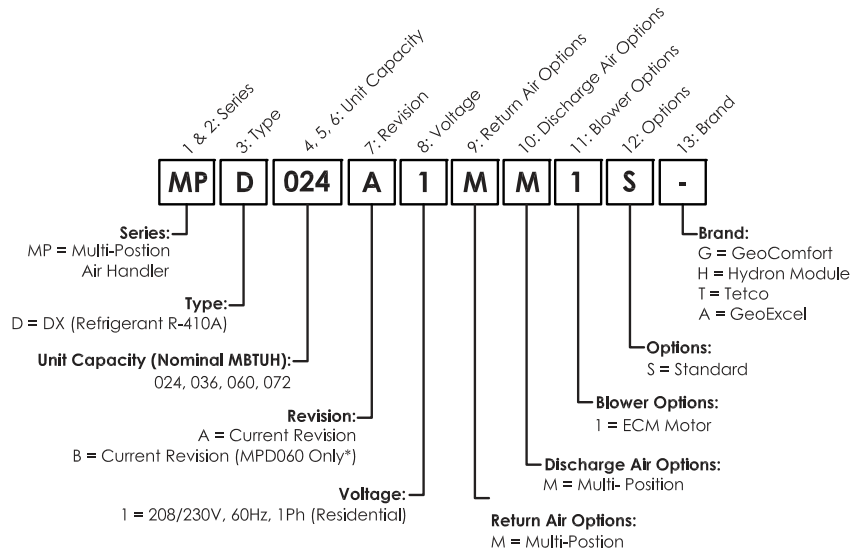 1 & 2: Series
3: Type
4, 5, 6: Unit Capacity
7: Revision
8: Voltage
9: Return Air Options
10: Discharge Air Options
11: Blower Options
12: Options
13: Brand
MP D 024 A 1 M M 1 S -
Series:
MP = Multi-Postion
Air Handler
Type:
D = DX (Refrigerant R-410A)
Unit Capacity (Nominal MBTUH):
024, 036, 060, 072
Revision:
A = Current Revision
B = Current Revision (MPD060 Only*)
Voltage:
1 = 208/230V, 60Hz, 1Ph (Residential)
Brand:
G = GeoComfort
H = Hydron Module
T = Tetco
A = GeoExcel
Options:
S = Standard
Blower Options:
1 = ECM Motor
Discharge Air Options:
M = Multi- Position
Return Air Options:
M = Multi-Postion